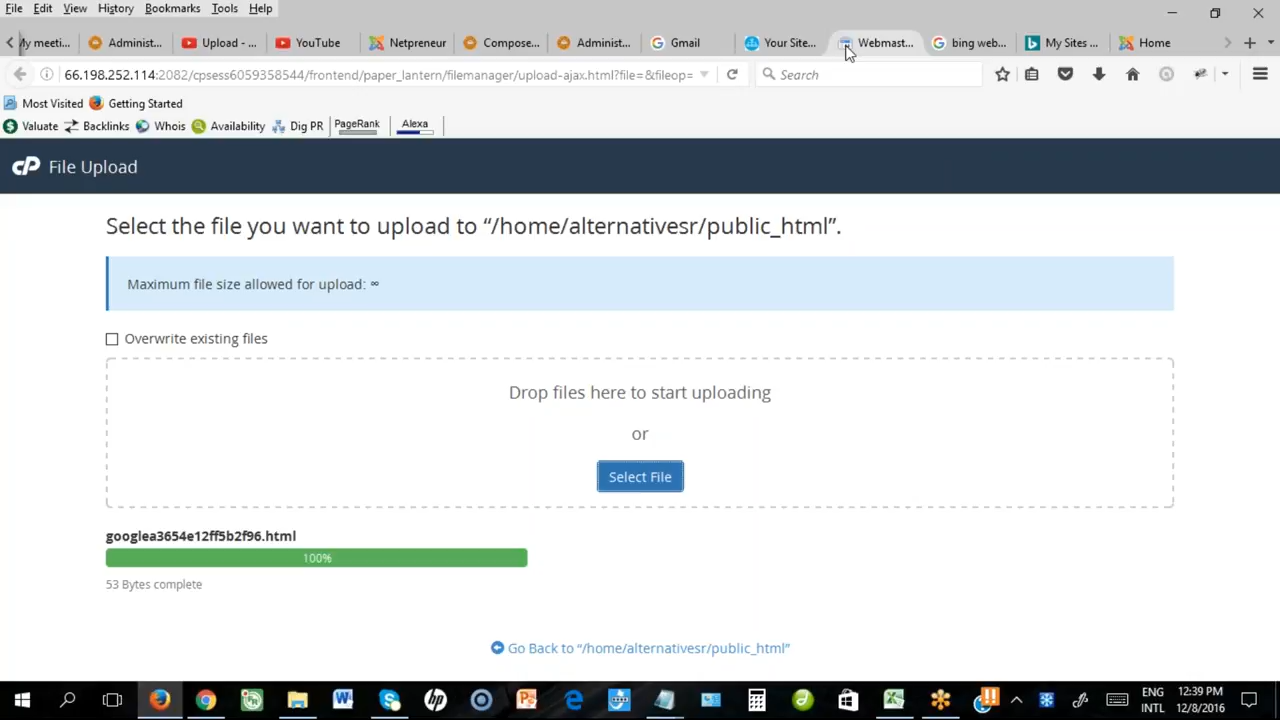 File Edit View History Bookmarks Tools Help
My meeti... Administ... Upload - ... YouTube Netpreneur Compose... Administ... Gmail Your Site... Webmast... bing web... My Sites ... Home
66.198.252.114:2082/cpsess6059358544/frontend/paper_lantern/filemanager/upload-ajax.html?file=&fileop= Search
Most Visited Getting Started
Valuate Backlinks Whois Availability Dig PR PageRank Alexa
cP File Upload
Select the file you want to upload to “/home/alternativesr/public_html”.
Maximum file size allowed for upload: ∞
Overwrite existing files
Drop files here to start uploading
or
Select File
googlea3654e12ff5b2f96.html
100%
53 Bytes complete
Go Back to “/home/alternativesr/public_html”
ENG 12:39 PM
INTL 12/8/2016